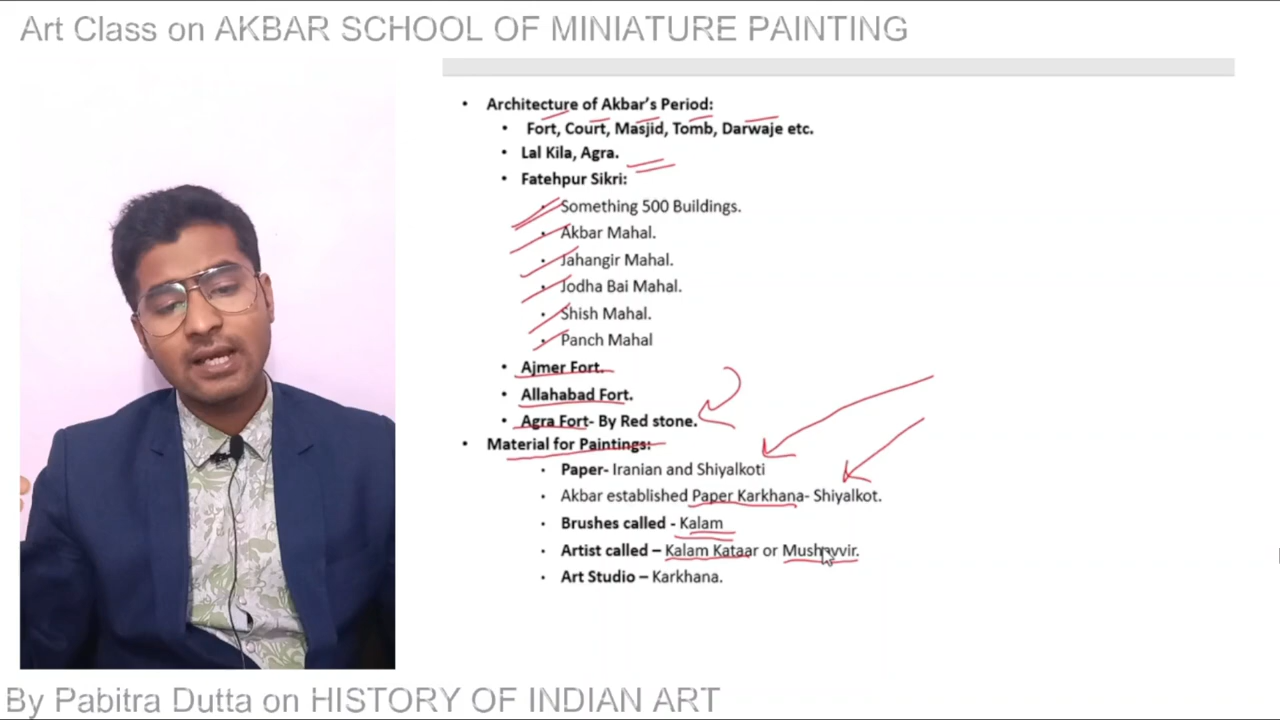 Art Class on AKBAR SCHOOL OF MINIATURE PAINTING
• Architecture of Akbar's Period:
• Fort, Court, Masjid, Tomb, Darwaje etc.
• Lal Kila, Agra.
• Fatehpur Sikri:
• Something 500 Buildings.
• Akbar Mahal.
• Jahangir Mahal.
• Jodha Bai Mahal.
• Shish Mahal.
• Panch Mahal
• Ajmer Fort.
• Allahabad Fort.
• Agra Fort- By Red stone.
• Material for Paintings:
• Paper- Iranian and Shiyalkoti
• Akbar established Paper Karkhana- Shiyalkot.
• Brushes called - Kalam
• Artist called – Kalam Kataar or Mushavvir.
• Art Studio – Karkhana.
By Pabitra Dutta on HISTORY OF INDIAN ART